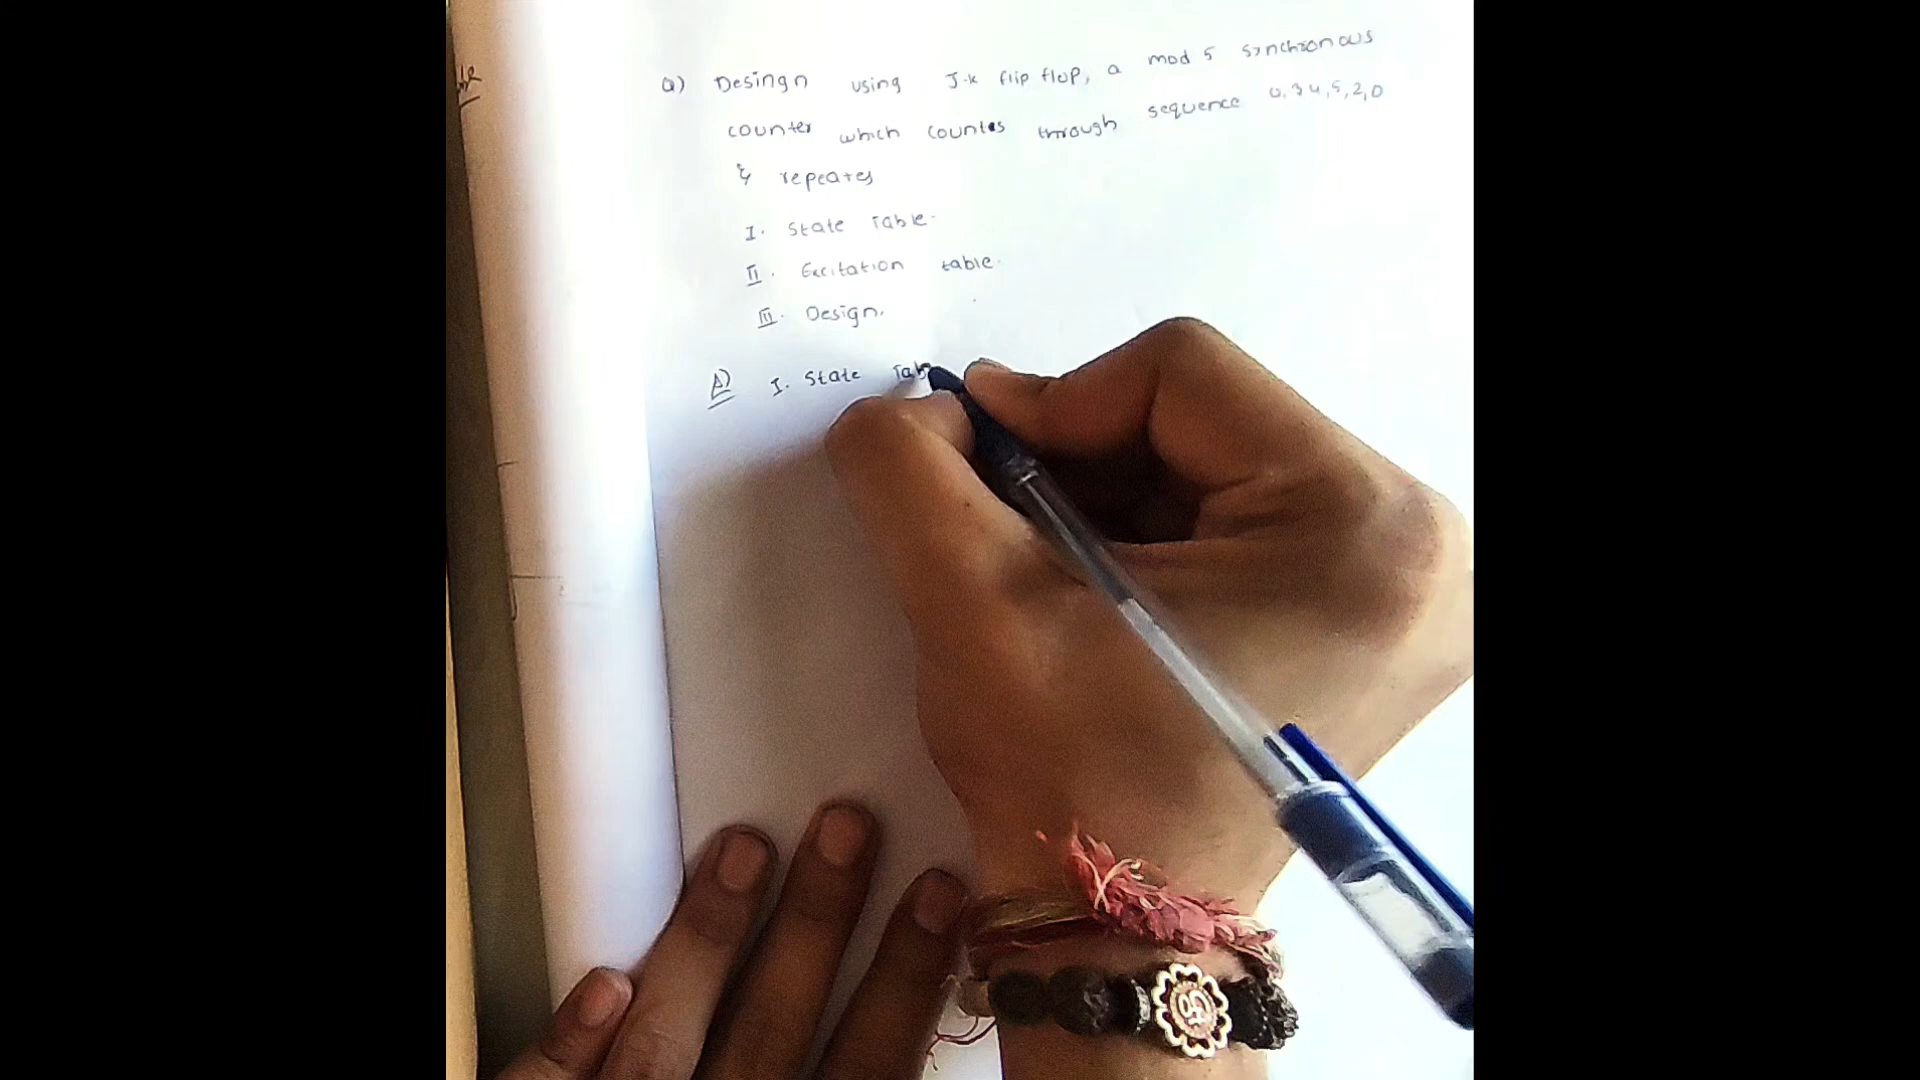 Q) Desingn using J-K flip flop, a mod 5 synchronous
counter which countes through sequence 0,3 4,5,2,0
& repeates
I. State Table.
II. Excitation table.
III. Design.
A) I. State Tab
ॐ